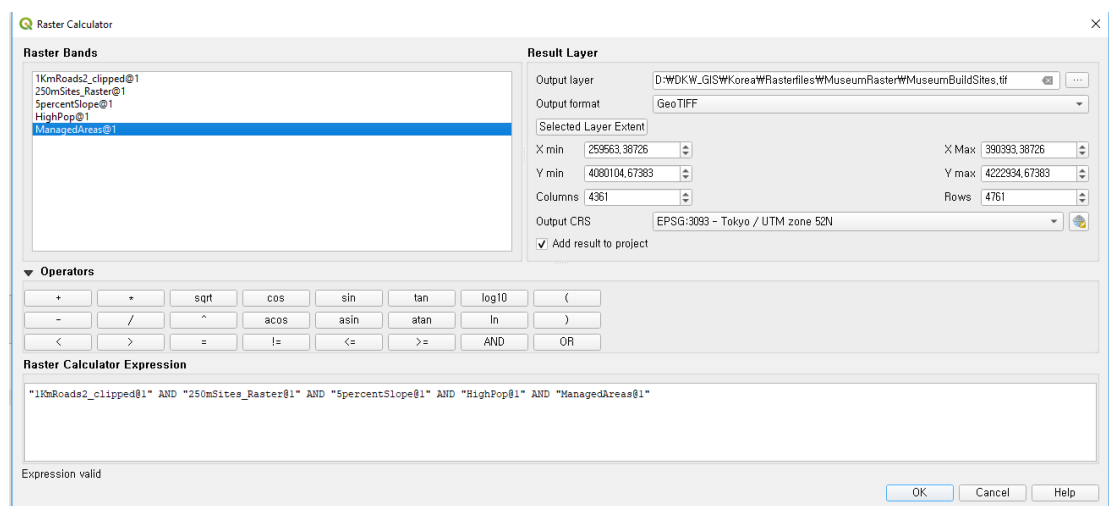 Raster Calculator
Raster Bands
1KmRoads2_clipped@1
250mSites_Raster@1
5percentSlope@1
HighPop@1
ManagedAreas@1
Result Layer
Output layer D:₩DKW_GIS₩Korea₩Rasterfiles₩MuseumRaster₩MuseumBuildSites,tif ...
Output format GeoTIFF
Selected Layer Extent
X min 259563,38726 X Max 390393,38726
Y min 4080104,67383 Y max 4222934,67383
Columns 4361 Rows 4761
Output CRS EPSG:3093 - Tokyo / UTM zone 52N
Add result to project
Operators
+ * sqrt cos sin tan log10 (
- / ^ acos asin atan ln )
< > = != <= >= AND OR
Raster Calculator Expression
"1KmRoads2_clipped@1" AND "250mSites_Raster@1" AND "5percentSlope@1" AND "HighPop@1" AND "ManagedAreas@1"
Expression valid
OK Cancel Help